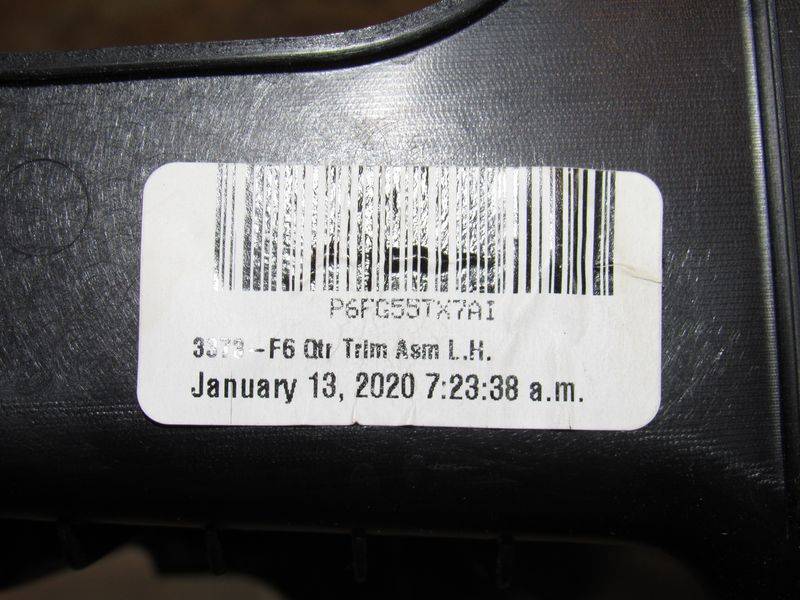 P6FG55TX7AI
-F6 Qtr Trim Asm L.H.
January 13, 2020 7:23:38 a.m.